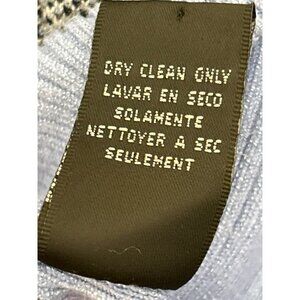 DRY CLEAN ONLY
LAVAR EN SECO
SOLAMENTE
NETTOYER A SEC
SEULEMENT